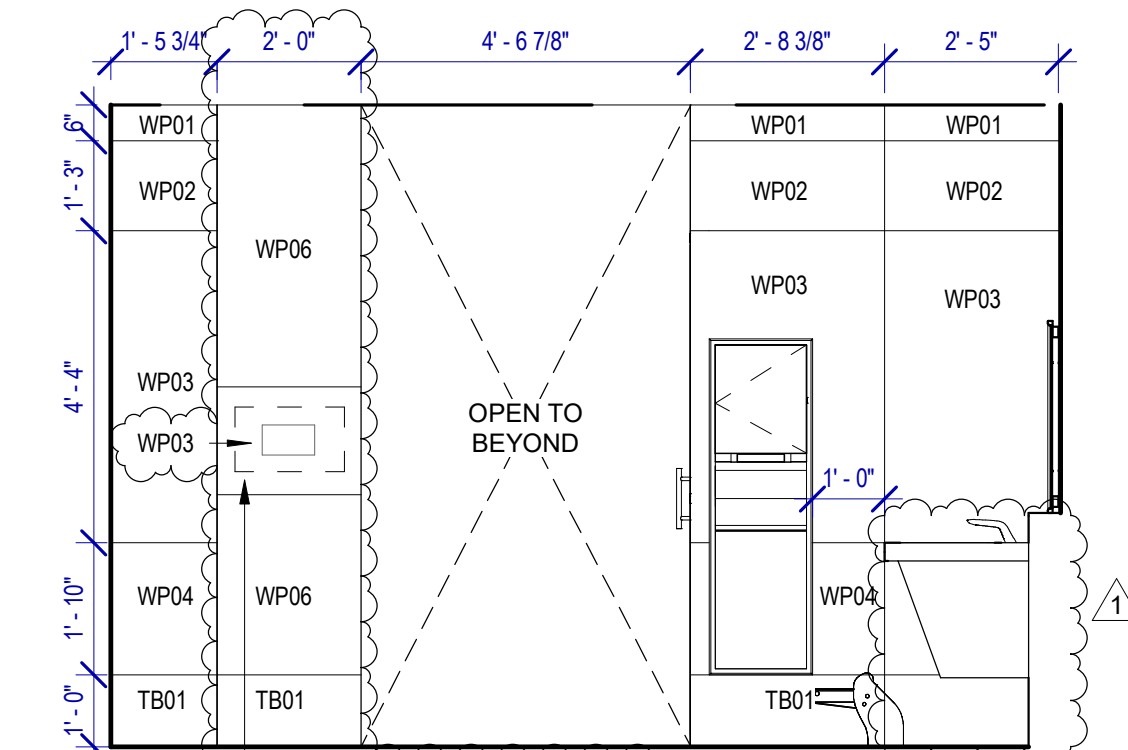 1' - 5 3/4" 2' - 0" 4' - 6 7/8" 2' - 8 3/8" 2' - 5"
6" WP01 WP01 WP01
1' - 3" WP02 WP02 WP02
WP06
WP03 WP03
4' - 4" WP03
OPEN TO
BEYOND
WP03
1' - 0"
1' - 10" WP04 WP06 WP04 1
1' - 0" TB01 TB01 TB01